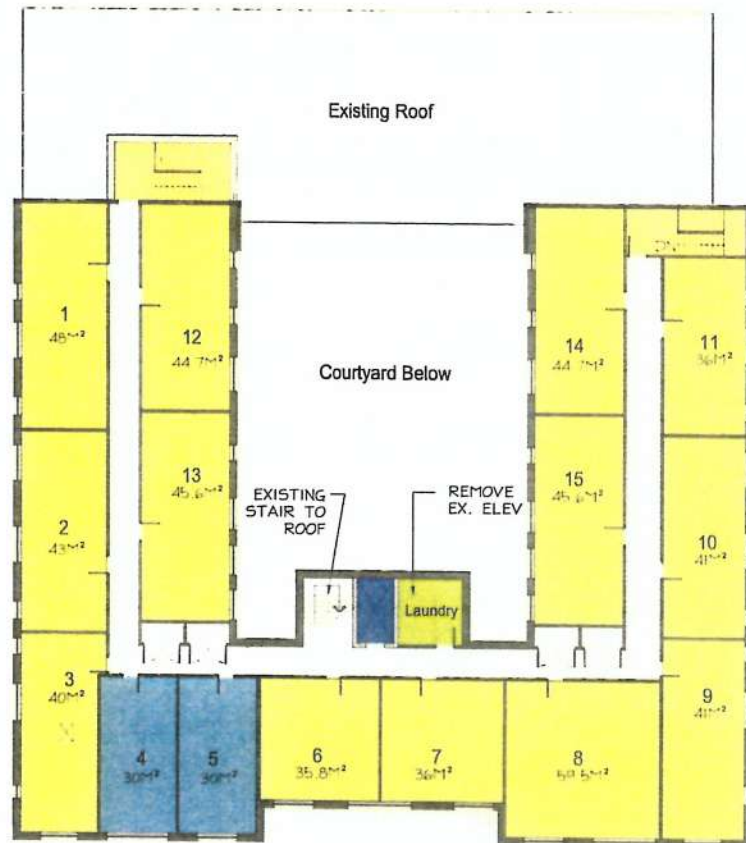 Existing Roof
1
48M²
12
44.7M²
14
44.7M²
11
36M²
Courtyard Below
13
45.6M²
15
45.6M²
2
43M²
10
41M²
EXISTING
STAIR TO
ROOF
REMOVE
EX. ELEV
Laundry
3
40M²
9
41M²
4
30M²
5
30M²
6
35.8M²
7
36M²
8
59.5M²